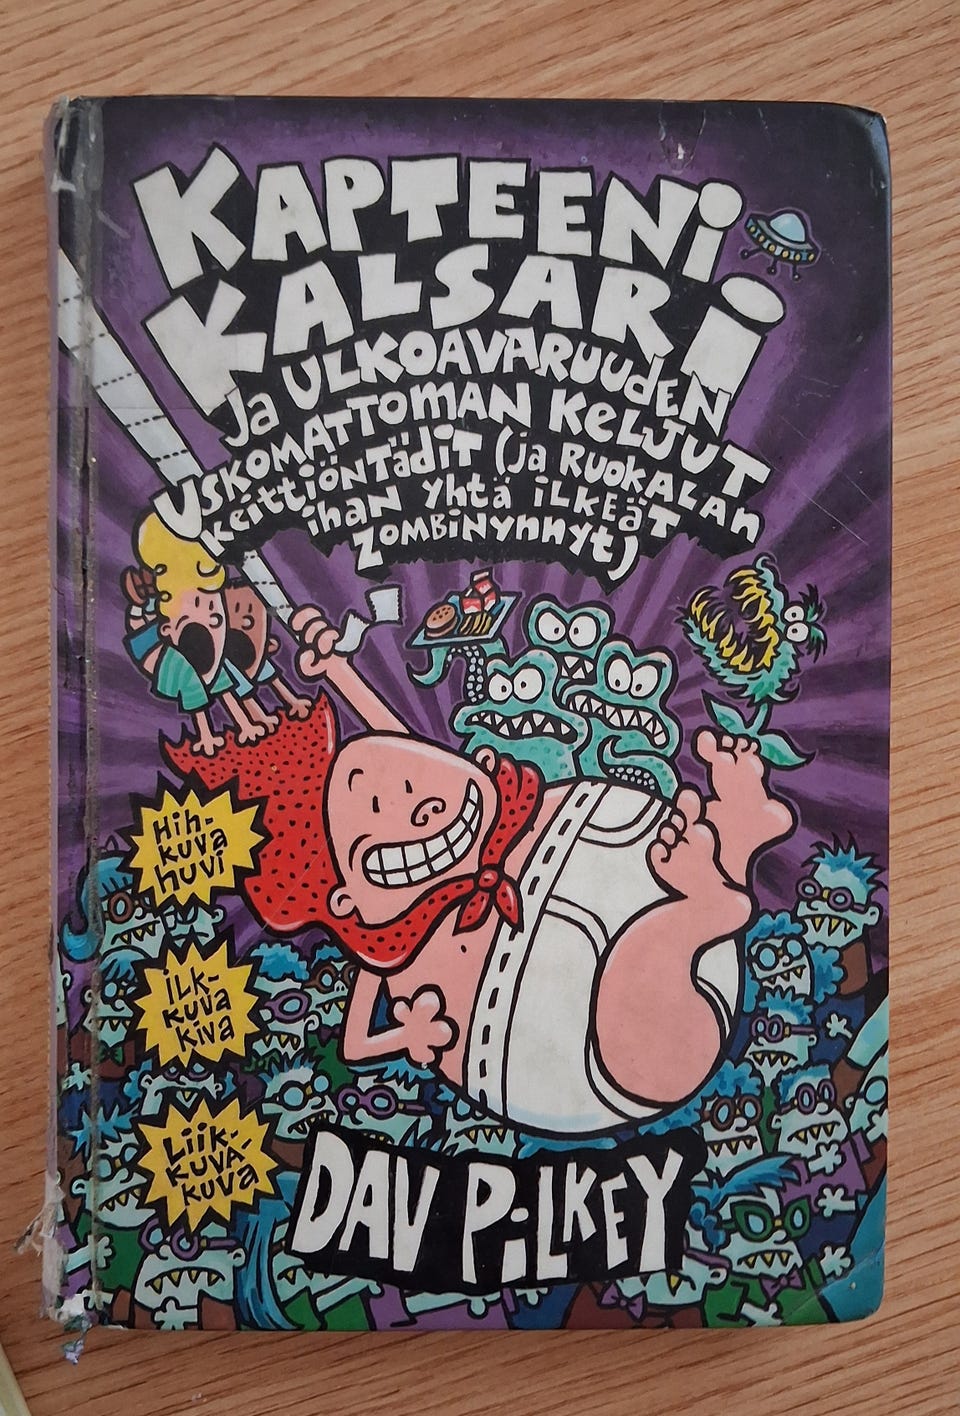 KAPTEENI
KALSARI
Ja ULKOAVARUUDEN
USKOMATTOMAN KELJUT
KeittiöNTädiT (ja RUOKALAN
ihan yhtä iLKEÄT
ZOMBiNynnyt)
Hih-
kuva
huvi
iLK-
kuva
kiva
Liik-
kuva-
kuva
DAV PiLKEY